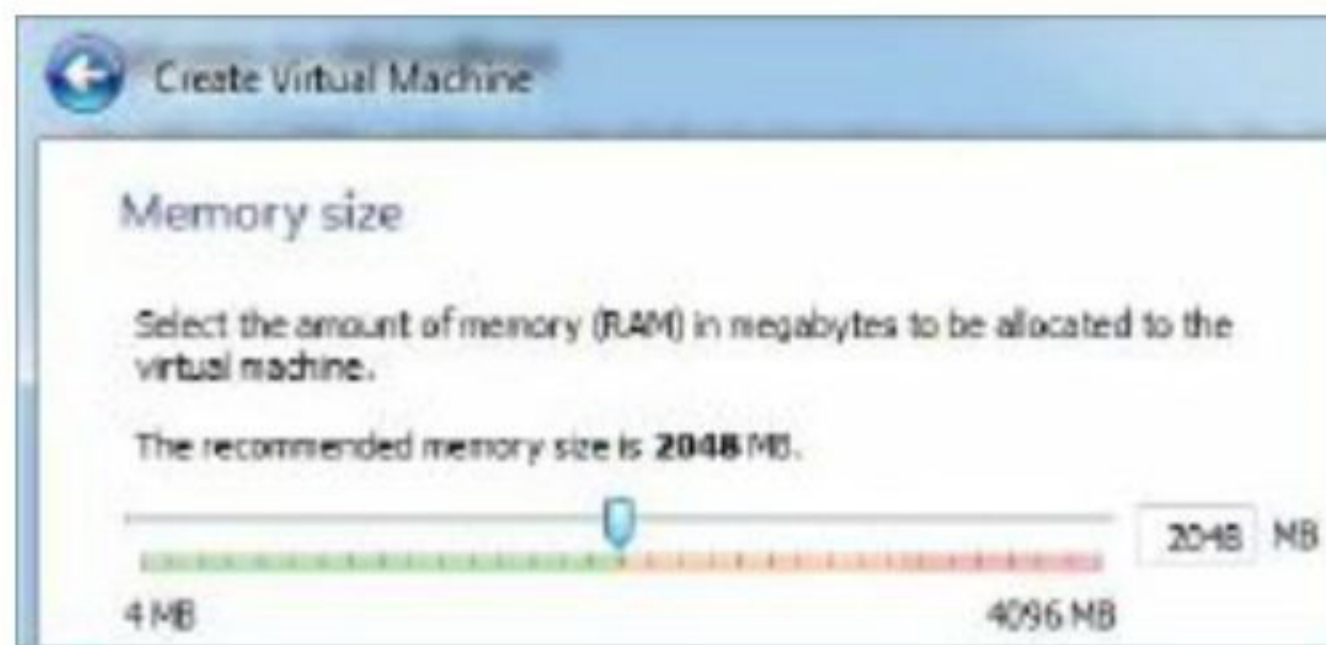 Create Virtual Machine
Memory size
Select the amount of memory (RAM) in megabytes to be allocated to the
virtual machine.
The recommended memory size is 2048 MB.
2048 MB
4 MB
4096 MB